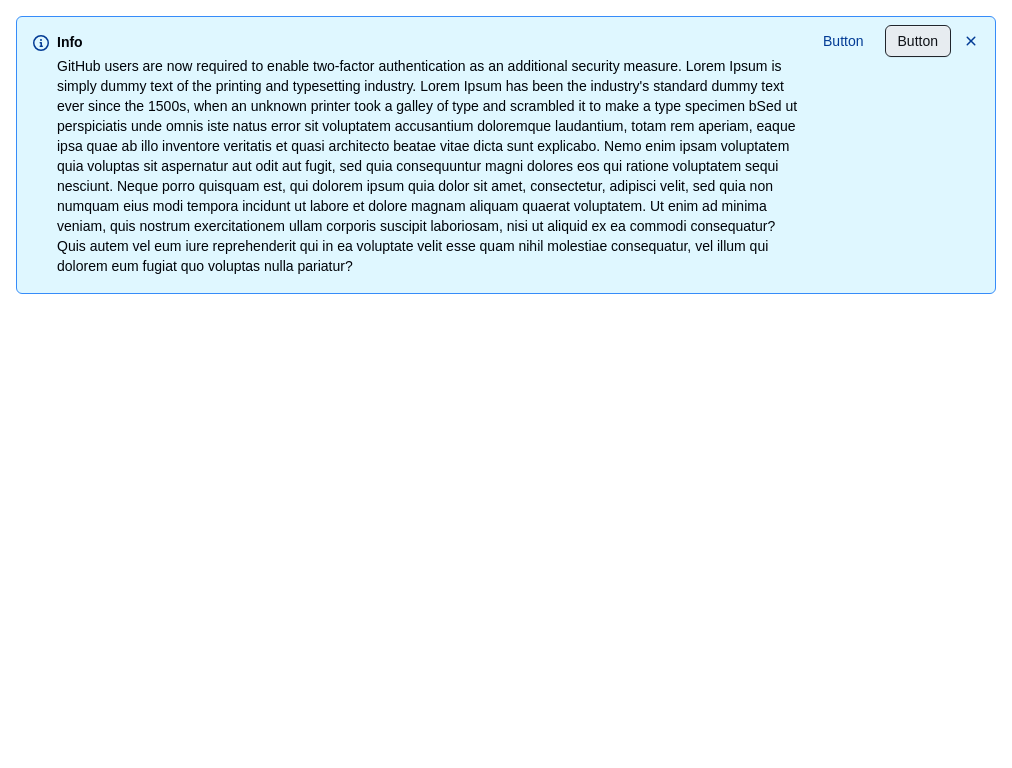 Info
Button
Button
GitHub users are now required to enable two-factor authentication as an additional security measure. Lorem Ipsum is
simply dummy text of the printing and typesetting industry. Lorem Ipsum has been the industry's standard dummy text
ever since the 1500s, when an unknown printer took a galley of type and scrambled it to make a type specimen bSed ut
perspiciatis unde omnis iste natus error sit voluptatem accusantium doloremque laudantium, totam rem aperiam, eaque
ipsa quae ab illo inventore veritatis et quasi architecto beatae vitae dicta sunt explicabo. Nemo enim ipsam voluptatem
quia voluptas sit aspernatur aut odit aut fugit, sed quia consequuntur magni dolores eos qui ratione voluptatem sequi
nesciunt. Neque porro quisquam est, qui dolorem ipsum quia dolor sit amet, consectetur, adipisci velit, sed quia non
numquam eius modi tempora incidunt ut labore et dolore magnam aliquam quaerat voluptatem. Ut enim ad minima
veniam, quis nostrum exercitationem ullam corporis suscipit laboriosam, nisi ut aliquid ex ea commodi consequatur?
Quis autem vel eum iure reprehenderit qui in ea voluptate velit esse quam nihil molestiae consequatur, vel illum qui
dolorem eum fugiat quo voluptas nulla pariatur?